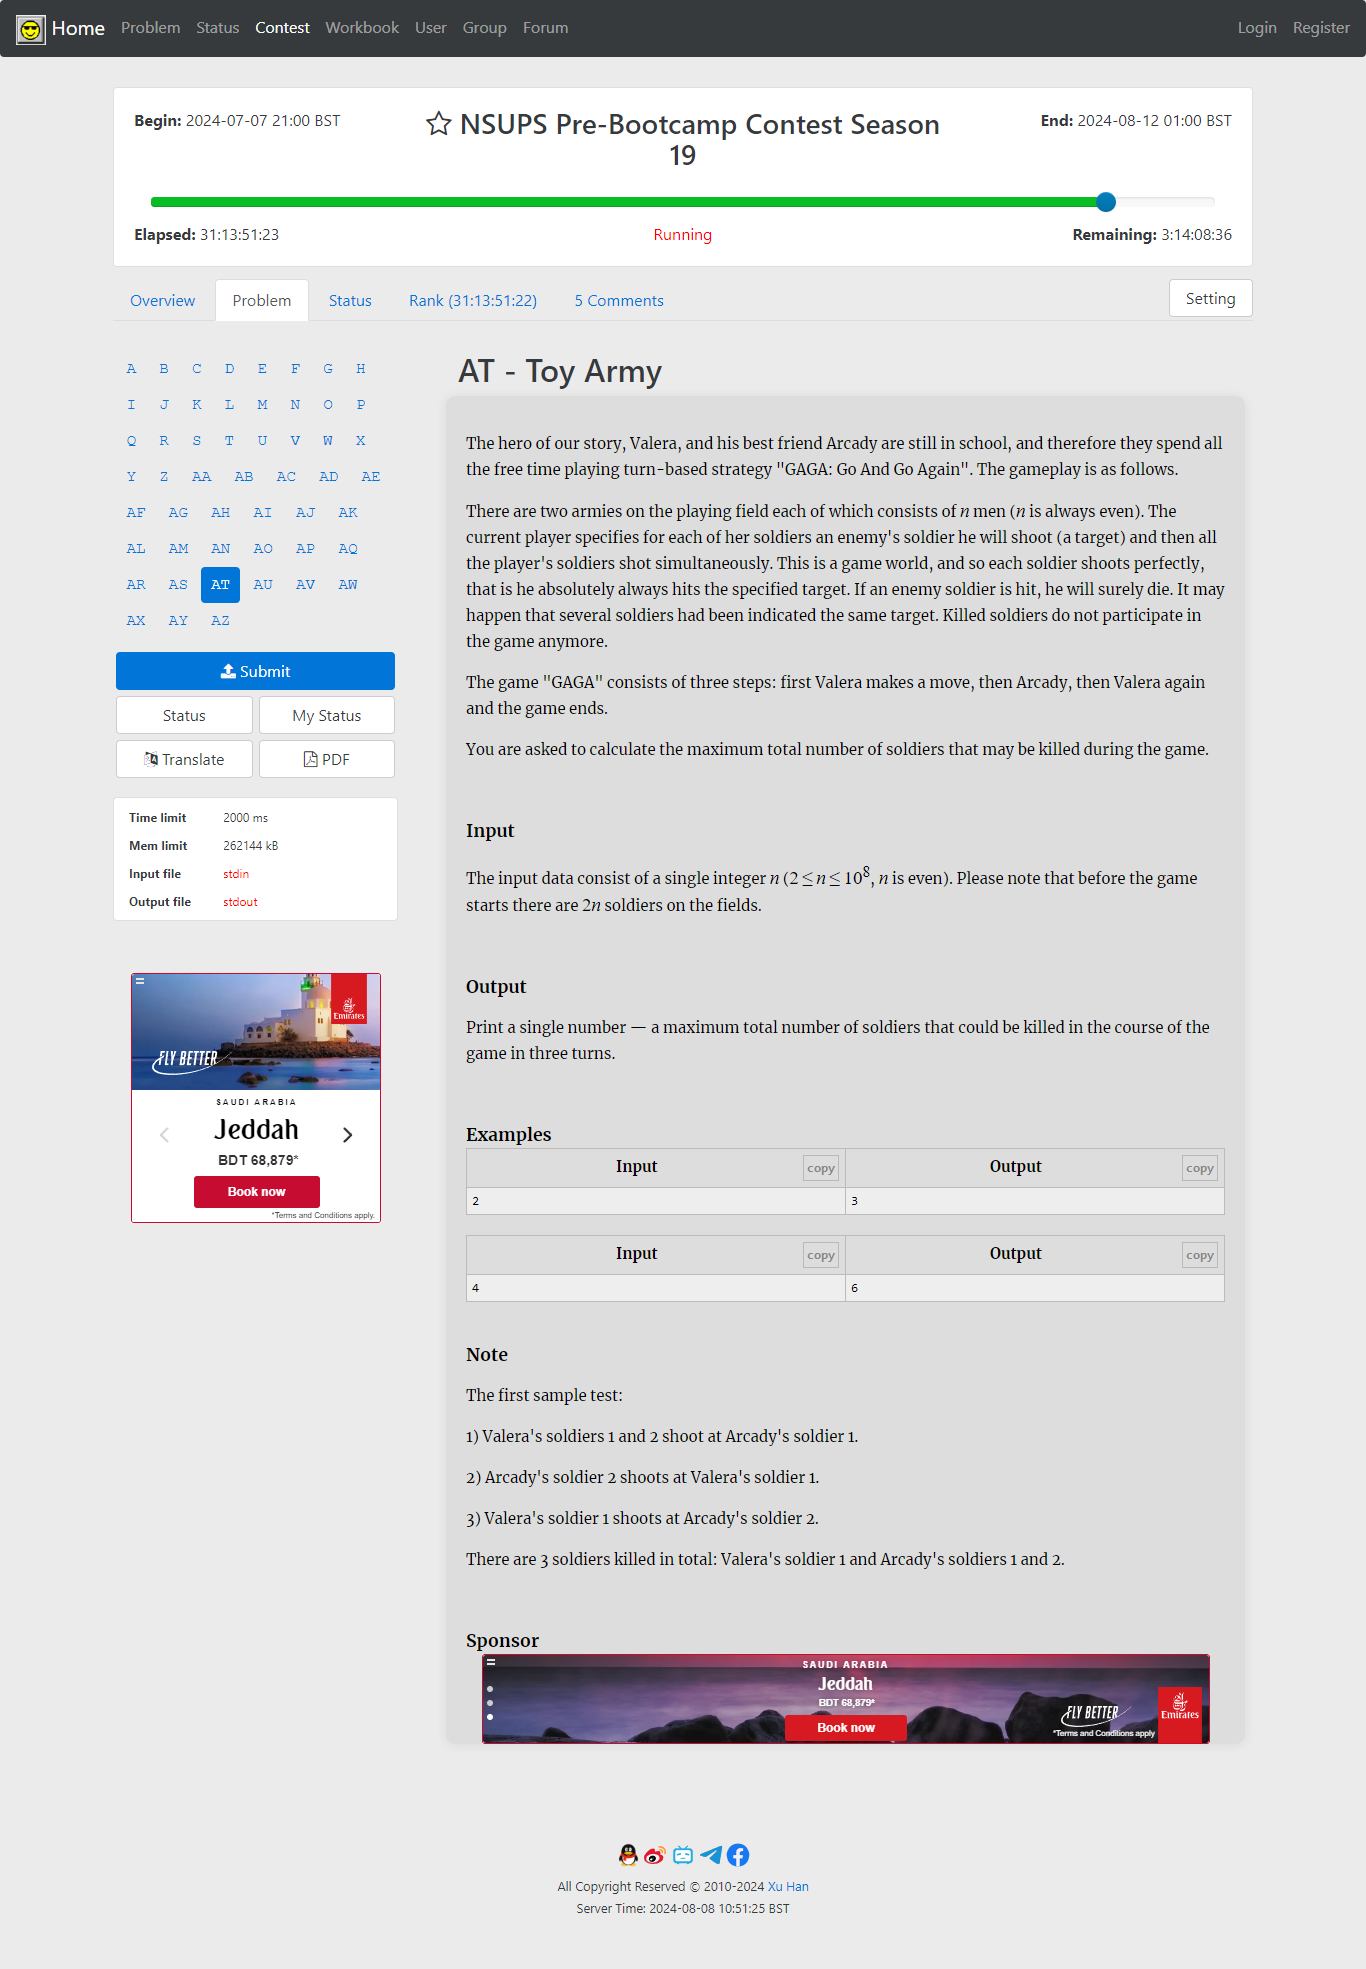 Home Problem Status Contest Workbook User Group Forum Login Register
Begin: 2024-07-07 21:00 BST
NSUPS Pre-Bootcamp Contest Season
19
End: 2024-08-12 01:00 BST
Elapsed: 31:13:51:23
Running
Remaining: 3:14:08:36
Overview Problem Status Rank (31:13:51:22) 5 Comments Setting
A B C D E F G H
I J K L M N O P
Q R S T U V W X
Y Z AA AB AC AD AE
AF AG AH AI AJ AK
AL AM AN AO AP AQ
AR AS AT AU AV AW
AX AY AZ
Submit
Status My Status
Translate PDF
Time limit 2000 ms
Mem limit 262144 kB
Input file stdin
Output file stdout
Emirates
FLY BETTER
SAUDI ARABIA
Jeddah
BDT 68,879*
Book now
*Terms and Conditions apply.
AT - Toy Army
The hero of our story, Valera, and his best friend Arcady are still in school, and therefore they spend all
the free time playing turn-based strategy "GAGA: Go And Go Again". The gameplay is as follows.
There are two armies on the playing field each of which consists of n men (n is always even). The
current player specifies for each of her soldiers an enemy's soldier he will shoot (a target) and then all
the player's soldiers shot simultaneously. This is a game world, and so each soldier shoots perfectly,
that is he absolutely always hits the specified target. If an enemy soldier is hit, he will surely die. It may
happen that several soldiers had been indicated the same target. Killed soldiers do not participate in
the game anymore.
The game "GAGA" consists of three steps: first Valera makes a move, then Arcady, then Valera again
and the game ends.
You are asked to calculate the maximum total number of soldiers that may be killed during the game.
Input
The input data consist of a single integer n (2 ≤ n ≤ 10⁸, n is even). Please note that before the game
starts there are 2n soldiers on the fields.
Output
Print a single number — a maximum total number of soldiers that could be killed in the course of the
game in three turns.
Examples
Input copy Output copy
2 3
Input copy Output copy
4 6
Note
The first sample test:
1) Valera's soldiers 1 and 2 shoot at Arcady's soldier 1.
2) Arcady's soldier 2 shoots at Valera's soldier 1.
3) Valera's soldier 1 shoots at Arcady's soldier 2.
There are 3 soldiers killed in total: Valera's soldier 1 and Arcady's soldiers 1 and 2.
Sponsor
SAUDI ARABIA
Jeddah
BDT 68,879*
Book now
FLY BETTER
*Terms and Conditions apply
Emirates
All Copyright Reserved © 2010-2024 Xu Han
Server Time: 2024-08-08 10:51:25 BST